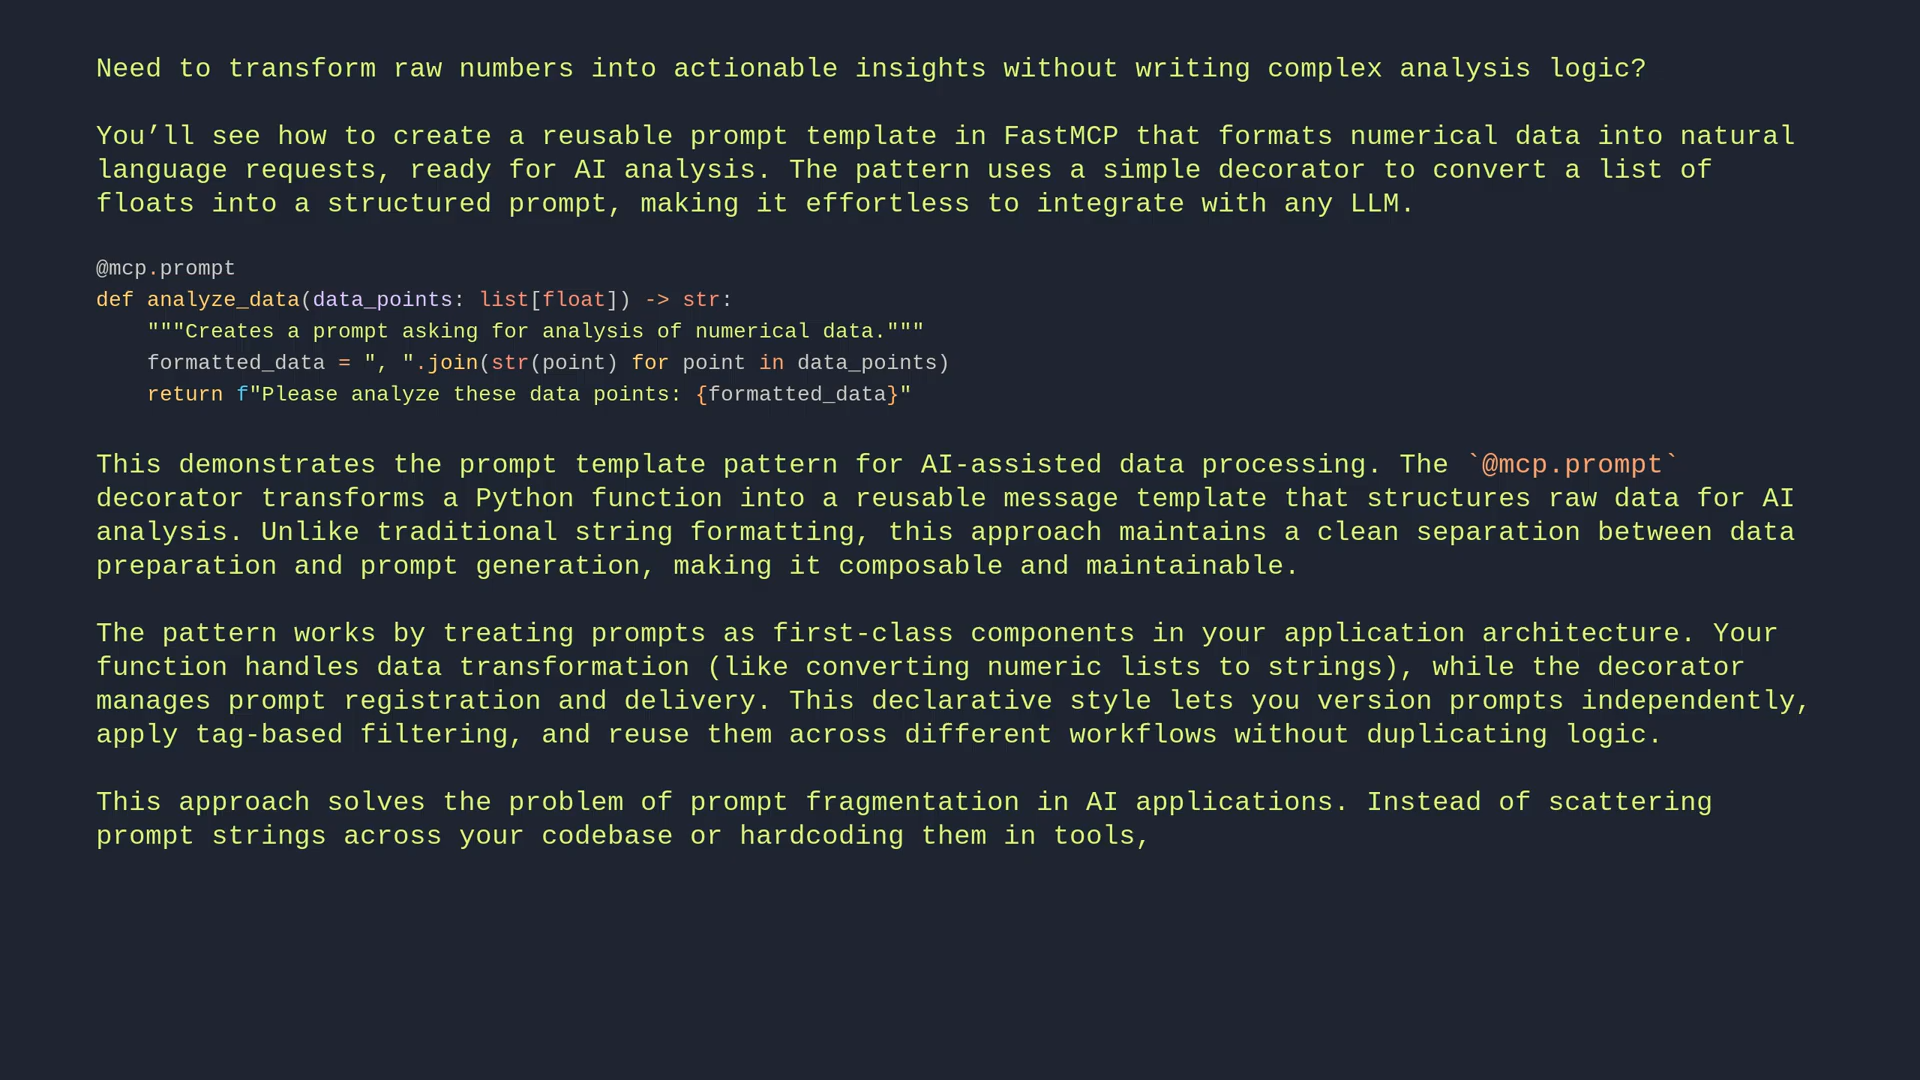 Need to transform raw numbers into actionable insights without writing complex analysis logic?
You’ll see how to create a reusable prompt template in FastMCP that formats numerical data into natural
language requests, ready for AI analysis. The pattern uses a simple decorator to convert a list of
floats into a structured prompt, making it effortless to integrate with any LLM.
@mcp.prompt
def analyze_data(data_points: list[float]) -> str:
    """Creates a prompt asking for analysis of numerical data."""
    formatted_data = ", ".join(str(point) for point in data_points)
    return f"Please analyze these data points: {formatted_data}"
This demonstrates the prompt template pattern for AI-assisted data processing. The `@mcp.prompt`
decorator transforms a Python function into a reusable message template that structures raw data for AI
analysis. Unlike traditional string formatting, this approach maintains a clean separation between data
preparation and prompt generation, making it composable and maintainable.
The pattern works by treating prompts as first-class components in your application architecture. Your
function handles data transformation (like converting numeric lists to strings), while the decorator
manages prompt registration and delivery. This declarative style lets you version prompts independently,
apply tag-based filtering, and reuse them across different workflows without duplicating logic.
This approach solves the problem of prompt fragmentation in AI applications. Instead of scattering
prompt strings across your codebase or hardcoding them in tools,